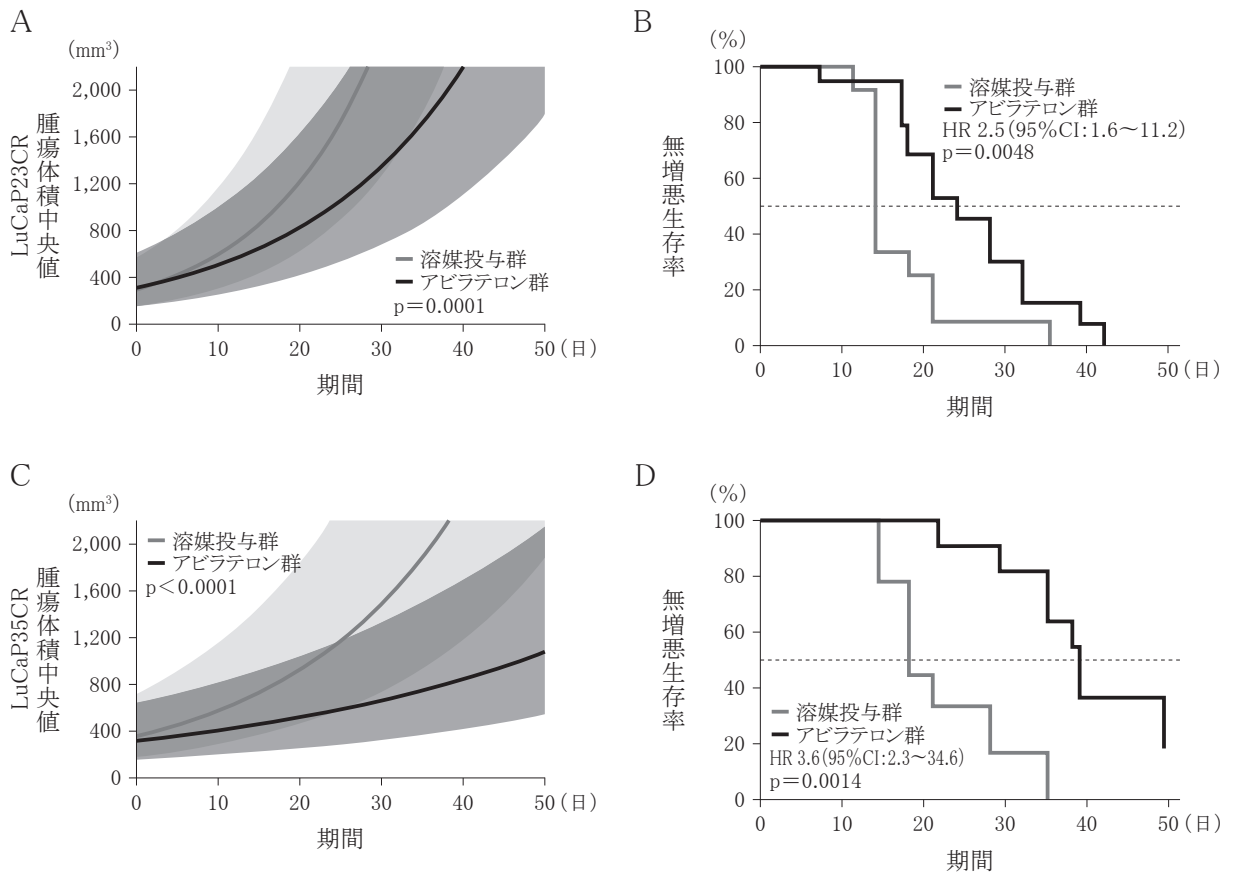 A
(mm³)
2,000
1,600
1,200
800
400
0
LuCaP23CR
腫瘍体積中央値
溶媒投与群
アビラテロン群
p=0.0001
0 10 20 30 40 50(日)
期間
B
(%)
100
80
60
40
20
0
無増悪生存率
溶媒投与群
アビラテロン群
HR 2.5(95%CI:1.6〜11.2)
p=0.0048
0 10 20 30 40 50(日)
期間
C
(mm³)
2,000
1,600
1,200
800
400
0
LuCaP35CR
腫瘍体積中央値
溶媒投与群
アビラテロン群
p<0.0001
0 10 20 30 40 50(日)
期間
D
(%)
100
80
60
40
20
0
無増悪生存率
溶媒投与群
アビラテロン群
HR 3.6(95%CI:2.3〜34.6)
p=0.0014
0 10 20 30 40 50(日)
期間